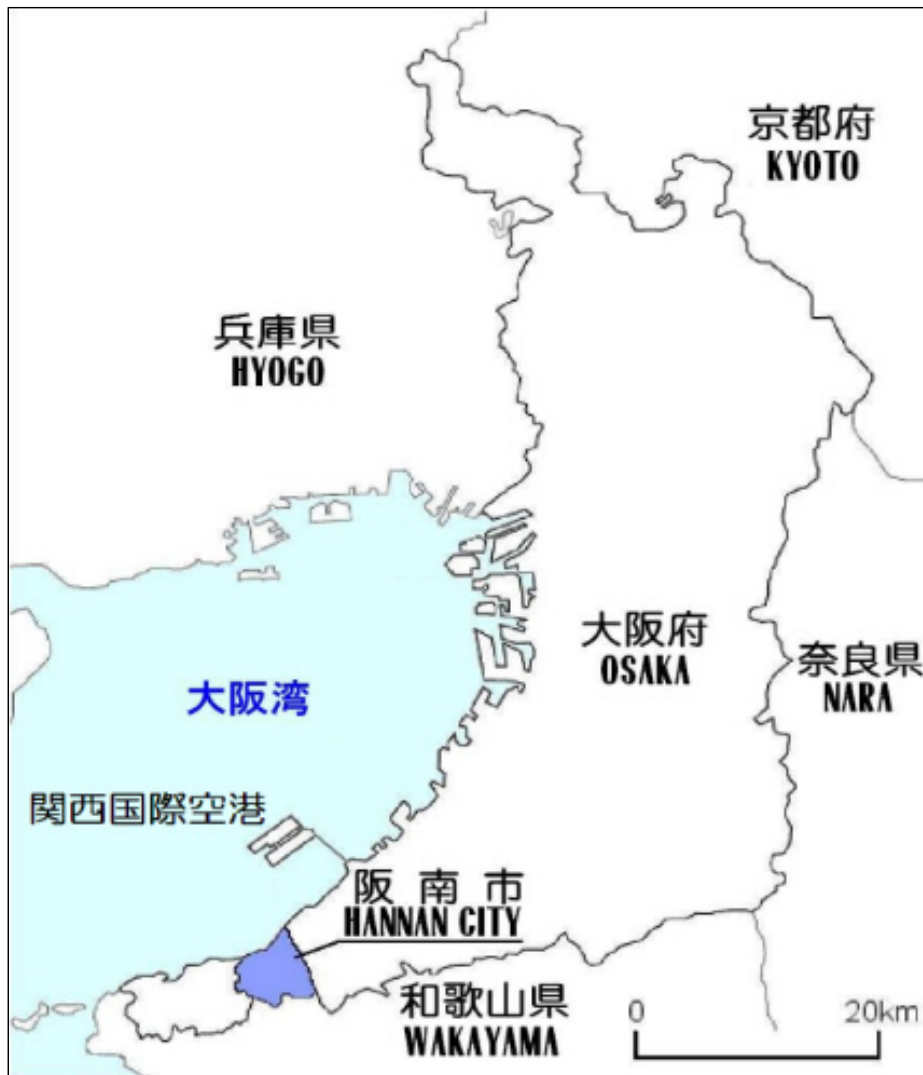 京都府
KYOTO
兵庫県
HYOGO
大阪府
OSAKA
奈良県
NARA
大阪湾
関西国際空港
阪南市
HANNAN CITY
和歌山県
WAKAYAMA
0 20km